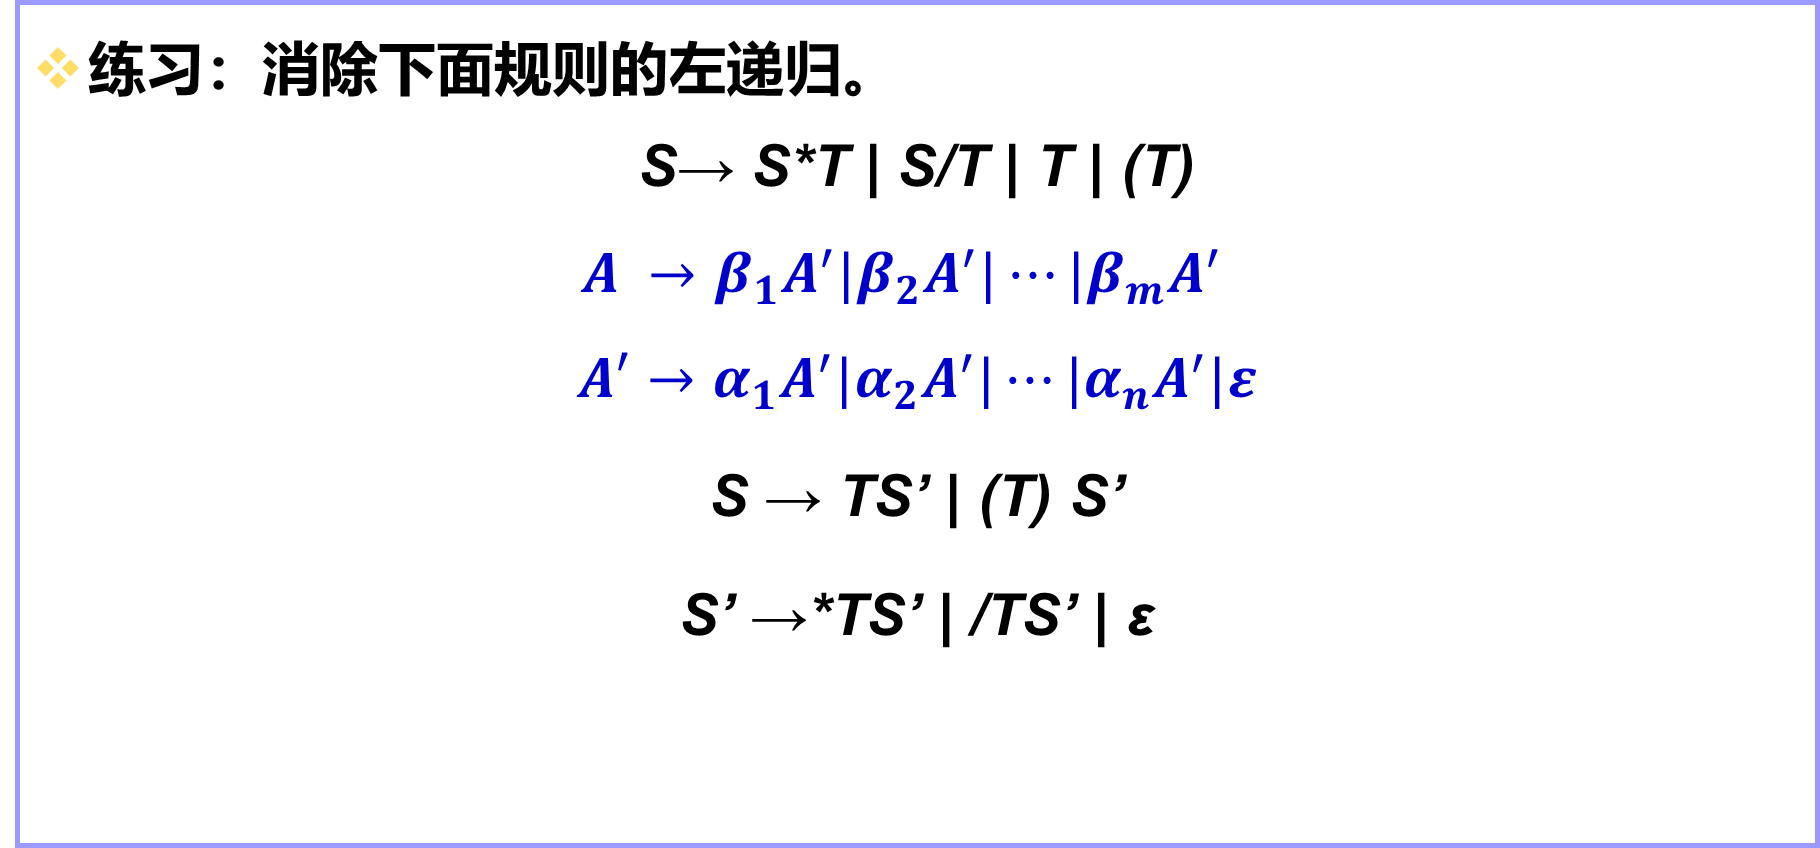 ❖练习：消除下面规则的左递归。
S→ S*T | S/T | T | (T)
A → β₁A′|β₂A′| ⋯ |βₘA′
A′ → α₁A′|α₂A′| ⋯ |αₙA′|ε
S → TS’ | (T) S’
S’ →*TS’ | /TS’ | ε